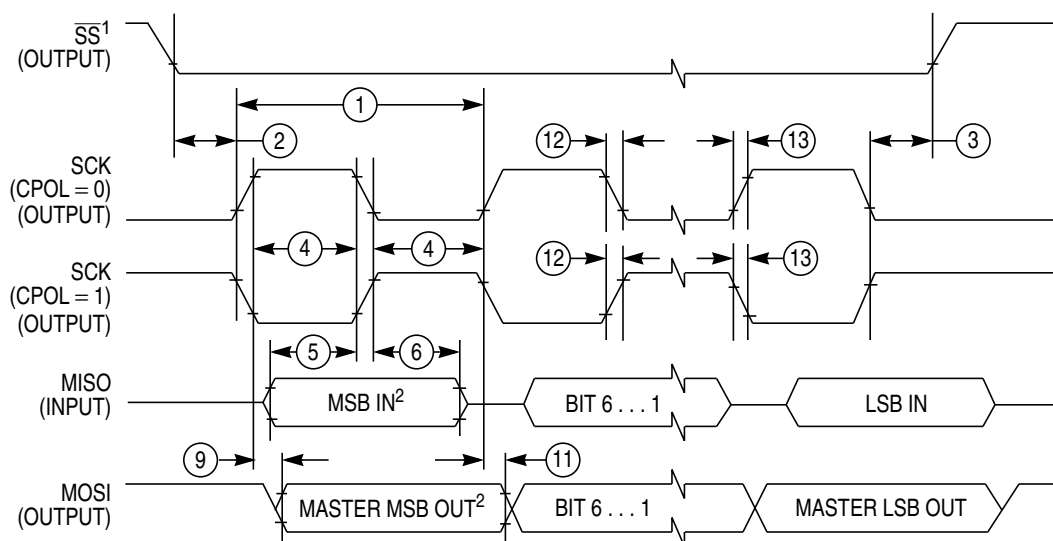 SS¹
(OUTPUT)
1
2
12
13
3
SCK
(CPOL = 0)
(OUTPUT)
4
4
SCK
(CPOL = 1)
(OUTPUT)
12
13
5
6
MISO
(INPUT)
MSB IN²
BIT 6 . . . 1
LSB IN
9
11
MOSI
(OUTPUT)
MASTER MSB OUT²
BIT 6 . . . 1
MASTER LSB OUT